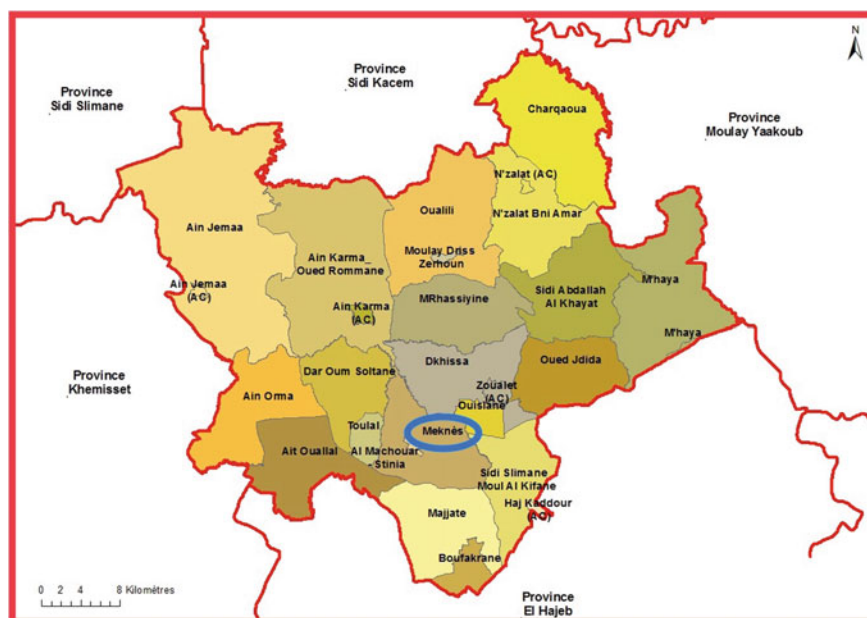 N
Province
Sidi Slimane
Province
Sidi Kacem
Charqaoua
Province
Moulay Yaakoub
N'zalat (AC)
Oualili
N'zalat Bni Amar
Ain Jemaa
Ain Karma_
Oued Rommane
Moulay Driss
Zerhoun
Ain Jemaa
(AC)
Ain Karma
(AC)
MRhassiyine
Sidi Abdallah
Al Khayat
M'haya
M'haya
Province
Khemisset
Ain Orma
Dar Oum Soltane
Dkhissa
Oued Jdida
Zoualet
(AC)
Ouislane
Toulal
Meknès
Ait Ouallal
Al Machouar
- Stinia
Sidi Slimane
Moul Al Kifane
Haj Kaddour
(AC)
Majjate
Boufakrane
0 2 4 8 Kilomètres
Province
El Hajeb